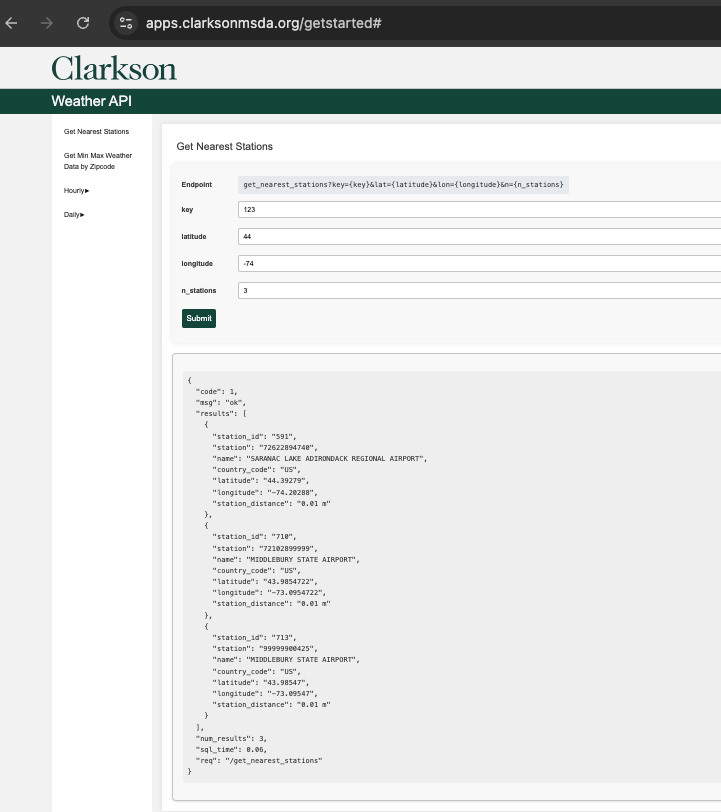 apps.clarksonmsda.org/getstarted#
Clarkson
Weather API
Get Nearest Stations
Get Min Max Weather
Data by Zipcode
Hourly▶
Daily▶
Get Nearest Stations
Endpoint get_nearest_stations?key={key}&lat={latitude}&lon={longitude}&n={n_stations}
key 123
latitude 44
longitude -74
n_stations 3
Submit
{
  "code": 1,
  "msg": "ok",
  "results": [
    {
      "station_id": "591",
      "station": "72622894740",
      "name": "SARANAC LAKE ADIRONDACK REGIONAL AIRPORT",
      "country_code": "US",
      "latitude": "44.39279",
      "longitude": "-74.20288",
      "station_distance": "0.01 m"
    },
    {
      "station_id": "710",
      "station": "72102899999",
      "name": "MIDDLEBURY STATE AIRPORT",
      "country_code": "US",
      "latitude": "43.9854722",
      "longitude": "-73.0954722",
      "station_distance": "0.01 m"
    },
    {
      "station_id": "713",
      "station": "99999900425",
      "name": "MIDDLEBURY STATE AIRPORT",
      "country_code": "US",
      "latitude": "43.98547",
      "longitude": "-73.09547",
      "station_distance": "0.01 m"
    }
  ],
  "num_results": 3,
  "sql_time": 0.06,
  "req": "/get_nearest_stations"
}